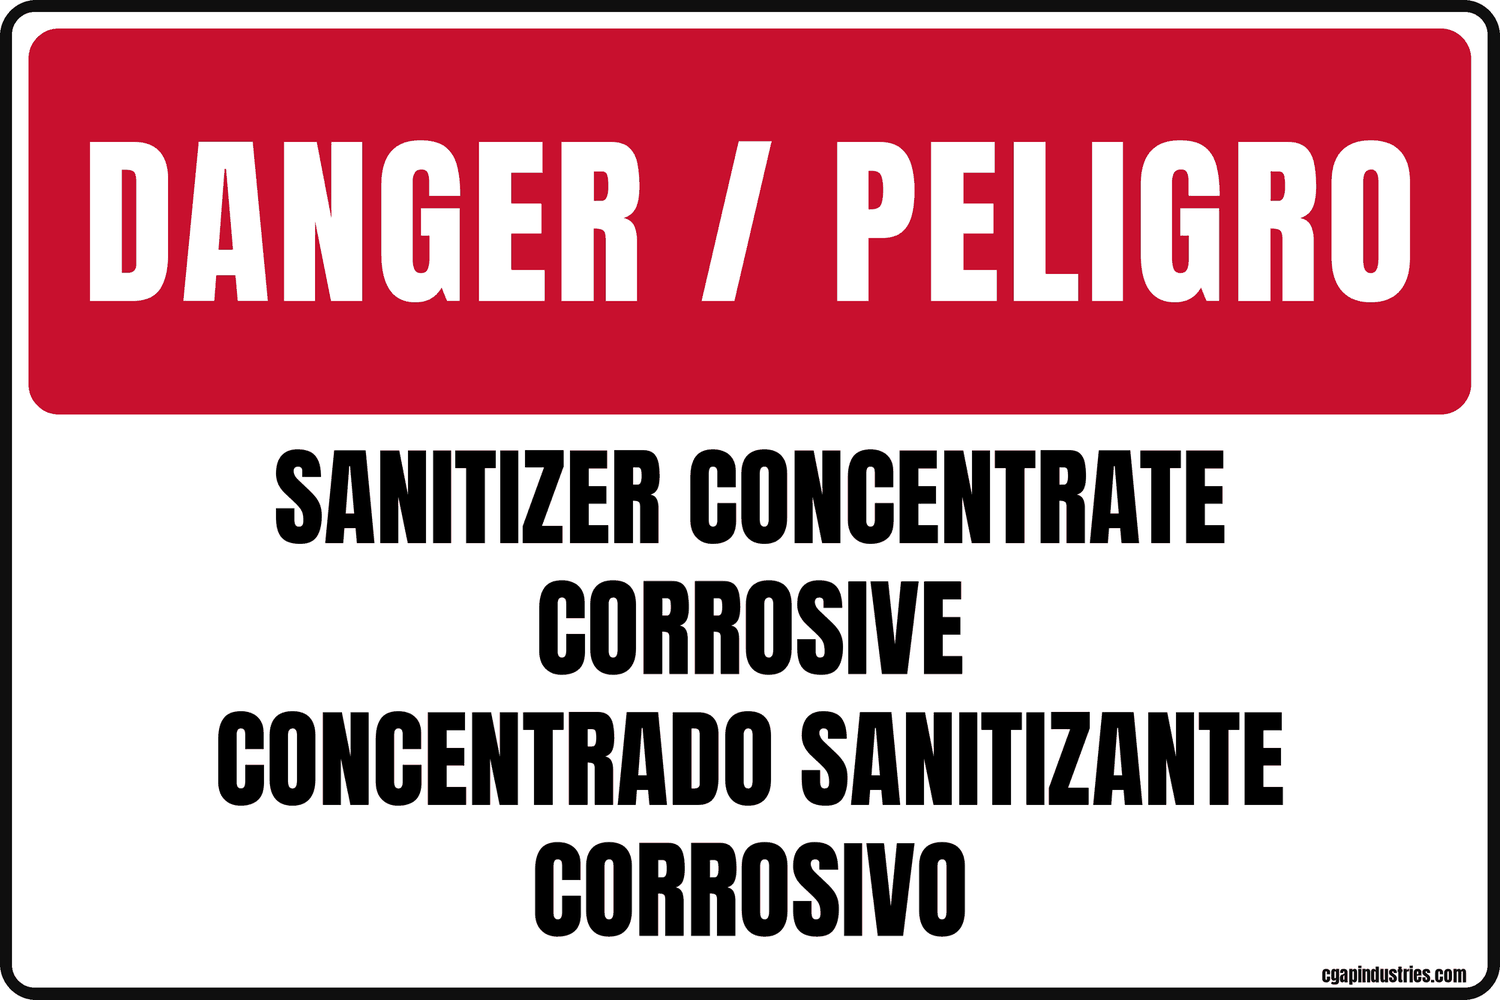 DANGER / PELIGRO
SANITIZER CONCENTRATE
CORROSIVE
CONCENTRADO SANITIZANTE
CORROSIVO
cgapindustries.com